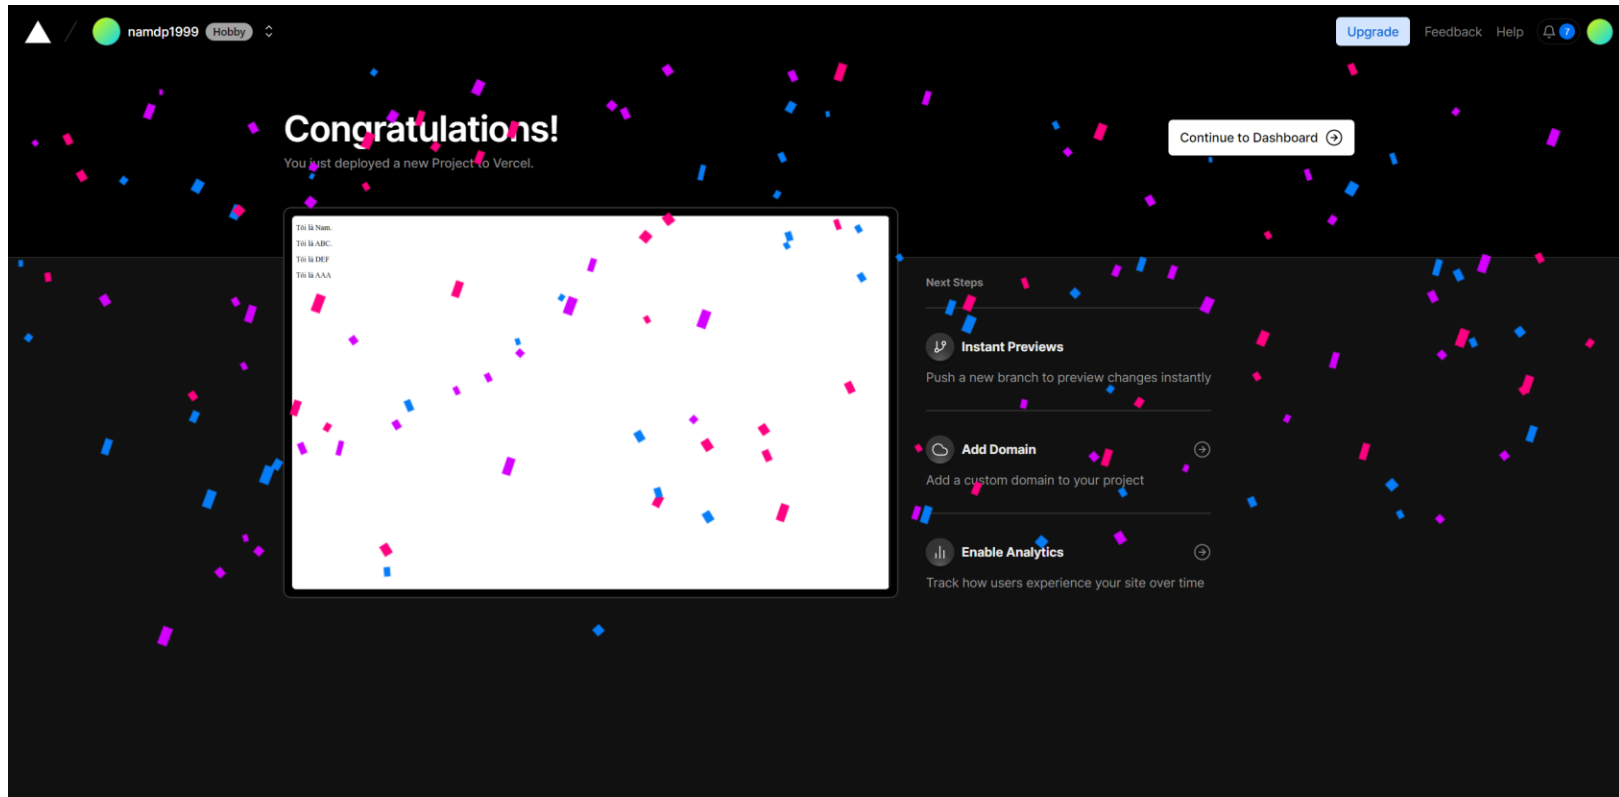 namdp1999 Hobby
Upgrade Feedback Help 7
Congratulations!
You just deployed a new Project to Vercel.
Continue to Dashboard
Tôi là Nam.
Tôi là ABC.
Tôi là DEF
Tôi là AAA
Next Steps
Instant Previews
Push a new branch to preview changes instantly
Add Domain
Add a custom domain to your project
Enable Analytics
Track how users experience your site over time